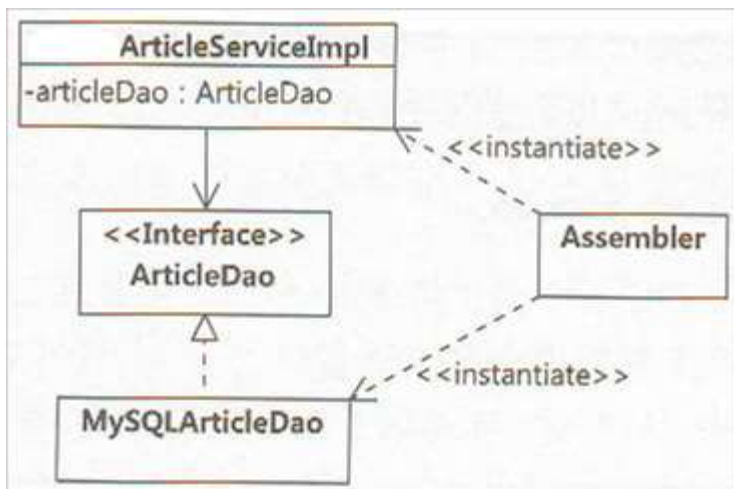 ArticleServiceImpl
-articleDao : ArticleDao
<<instantiate>>
<<Interface>>
ArticleDao
Assembler
<<instantiate>>
MySQLArticleDao